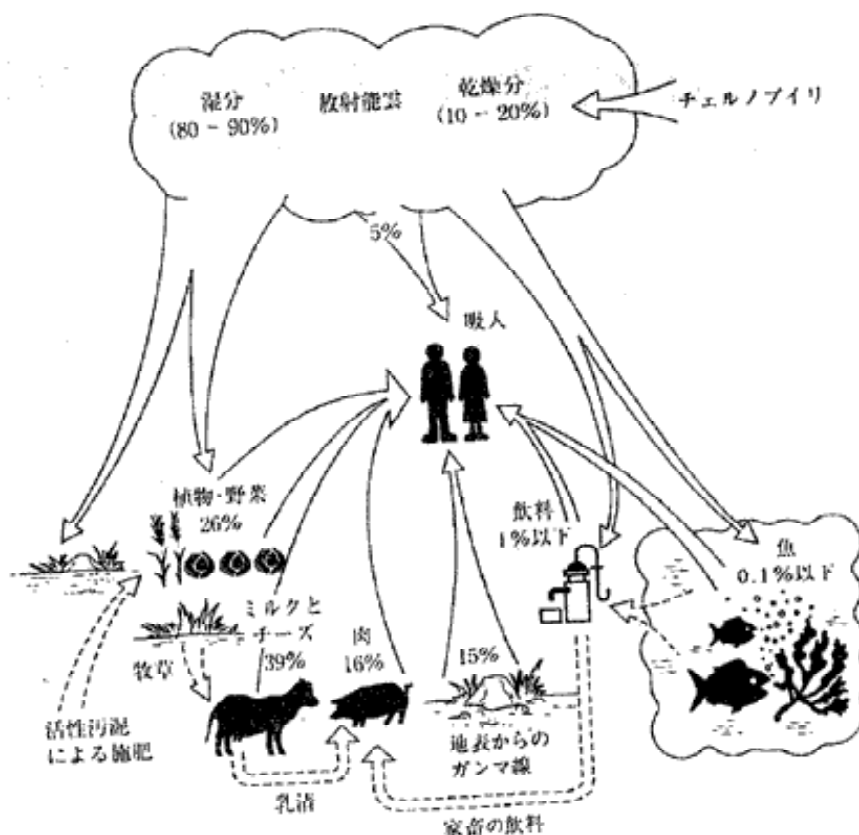 湿分
(80－90%)
放射能雲
乾燥分
(10－20%)
チェルノブイリ
5%
吸入
植物・野菜
26%
飲料
1%以下
魚
0.1%以下
ミルクと
チーズ
39%
肉
16%
15%
牧草
活性汚泥
による施肥
地表からの
ガンマ線
乳清
家畜の飲料